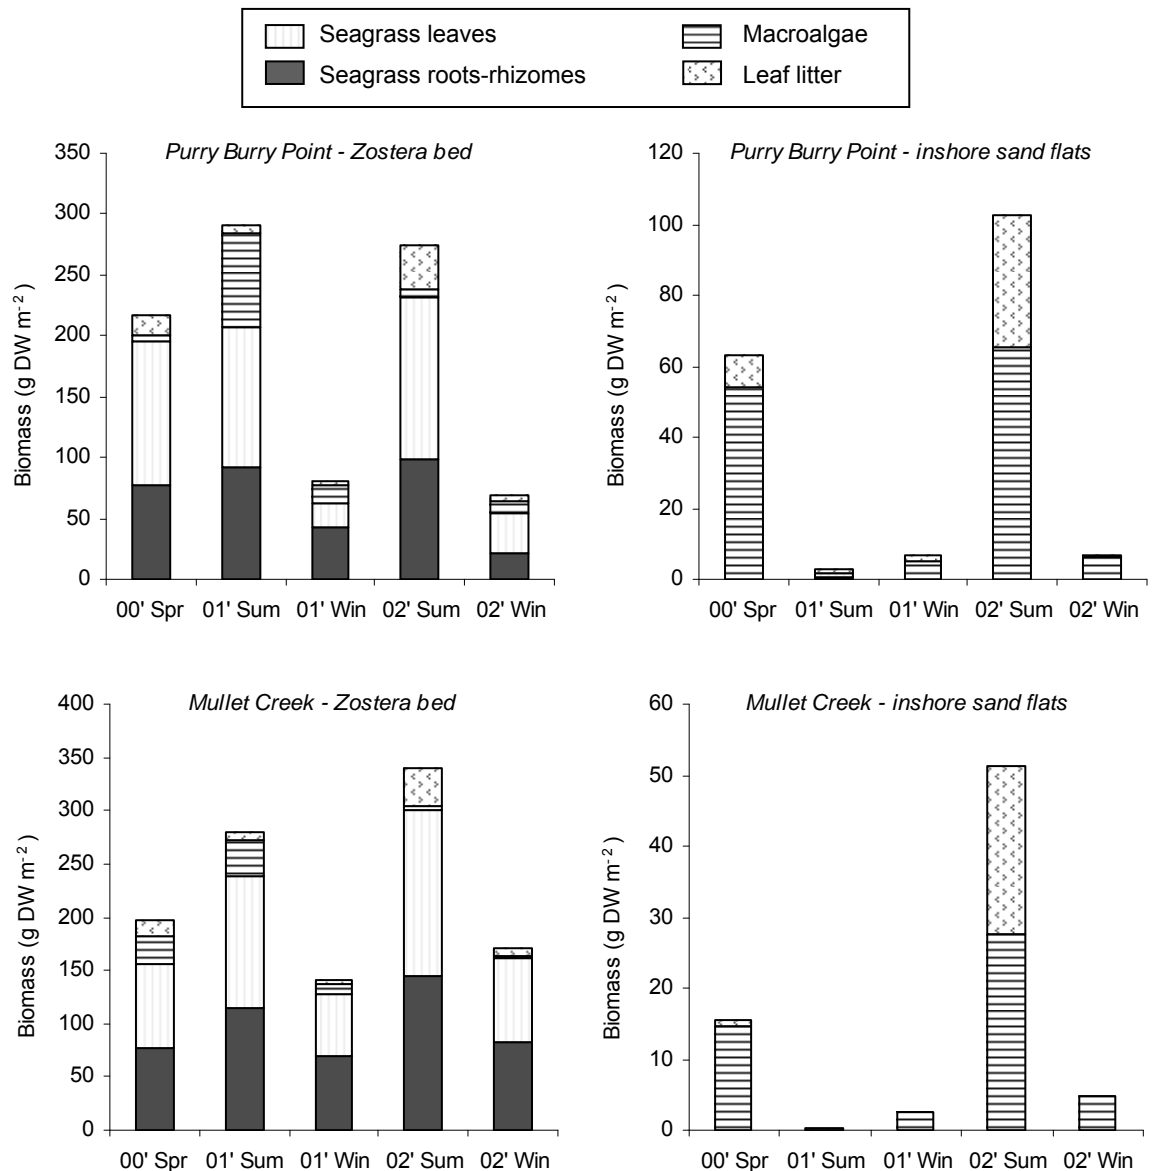 Seagrass leaves
Macroalgae
Seagrass roots-rhizomes
Leaf litter
Purry Burry Point - Zostera bed
350
300
250
200
150
100
50
0
Biomass (g DW m-2 )
00' Spr 01' Sum 01' Win 02' Sum 02' Win
Purry Burry Point - inshore sand flats
120
100
80
60
40
20
0
Biomass (g DW m-2 )
00' Spr 01' Sum 01' Win 02' Sum 02' Win
Mullet Creek - Zostera bed
400
350
300
250
200
150
100
50
0
Biomass (g DW m-2 )
00' Spr 01' Sum 01' Win 02' Sum 02' Win
Mullet Creek - inshore sand flats
60
50
40
30
20
10
0
Biomass (g DW m-2 )
00' Spr 01' Sum 01' Win 02' Sum 02' Win